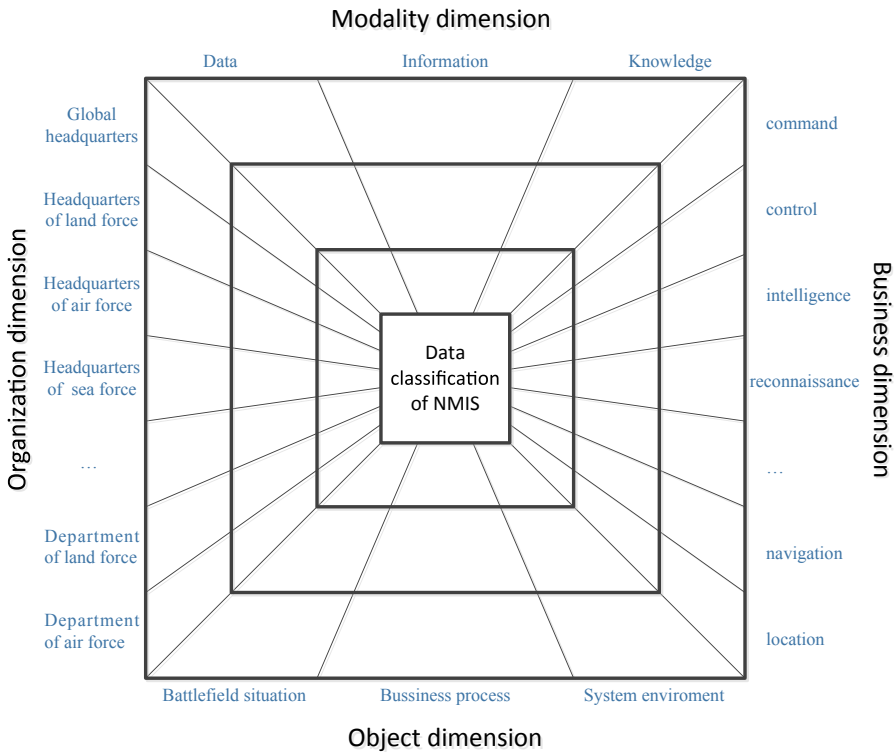 Modality dimension
Data
Information
Knowledge
Organization dimension
Global
headquarters
Headquarters
of land force
Headquarters
of air force
Headquarters
of sea force
…
Department
of land force
Department
of air force
Data
classification
of NMIS
command
control
intelligence
reconnaissance
…
navigation
location
Business dimension
Battlefield situation
Bussiness process
System enviroment
Object dimension